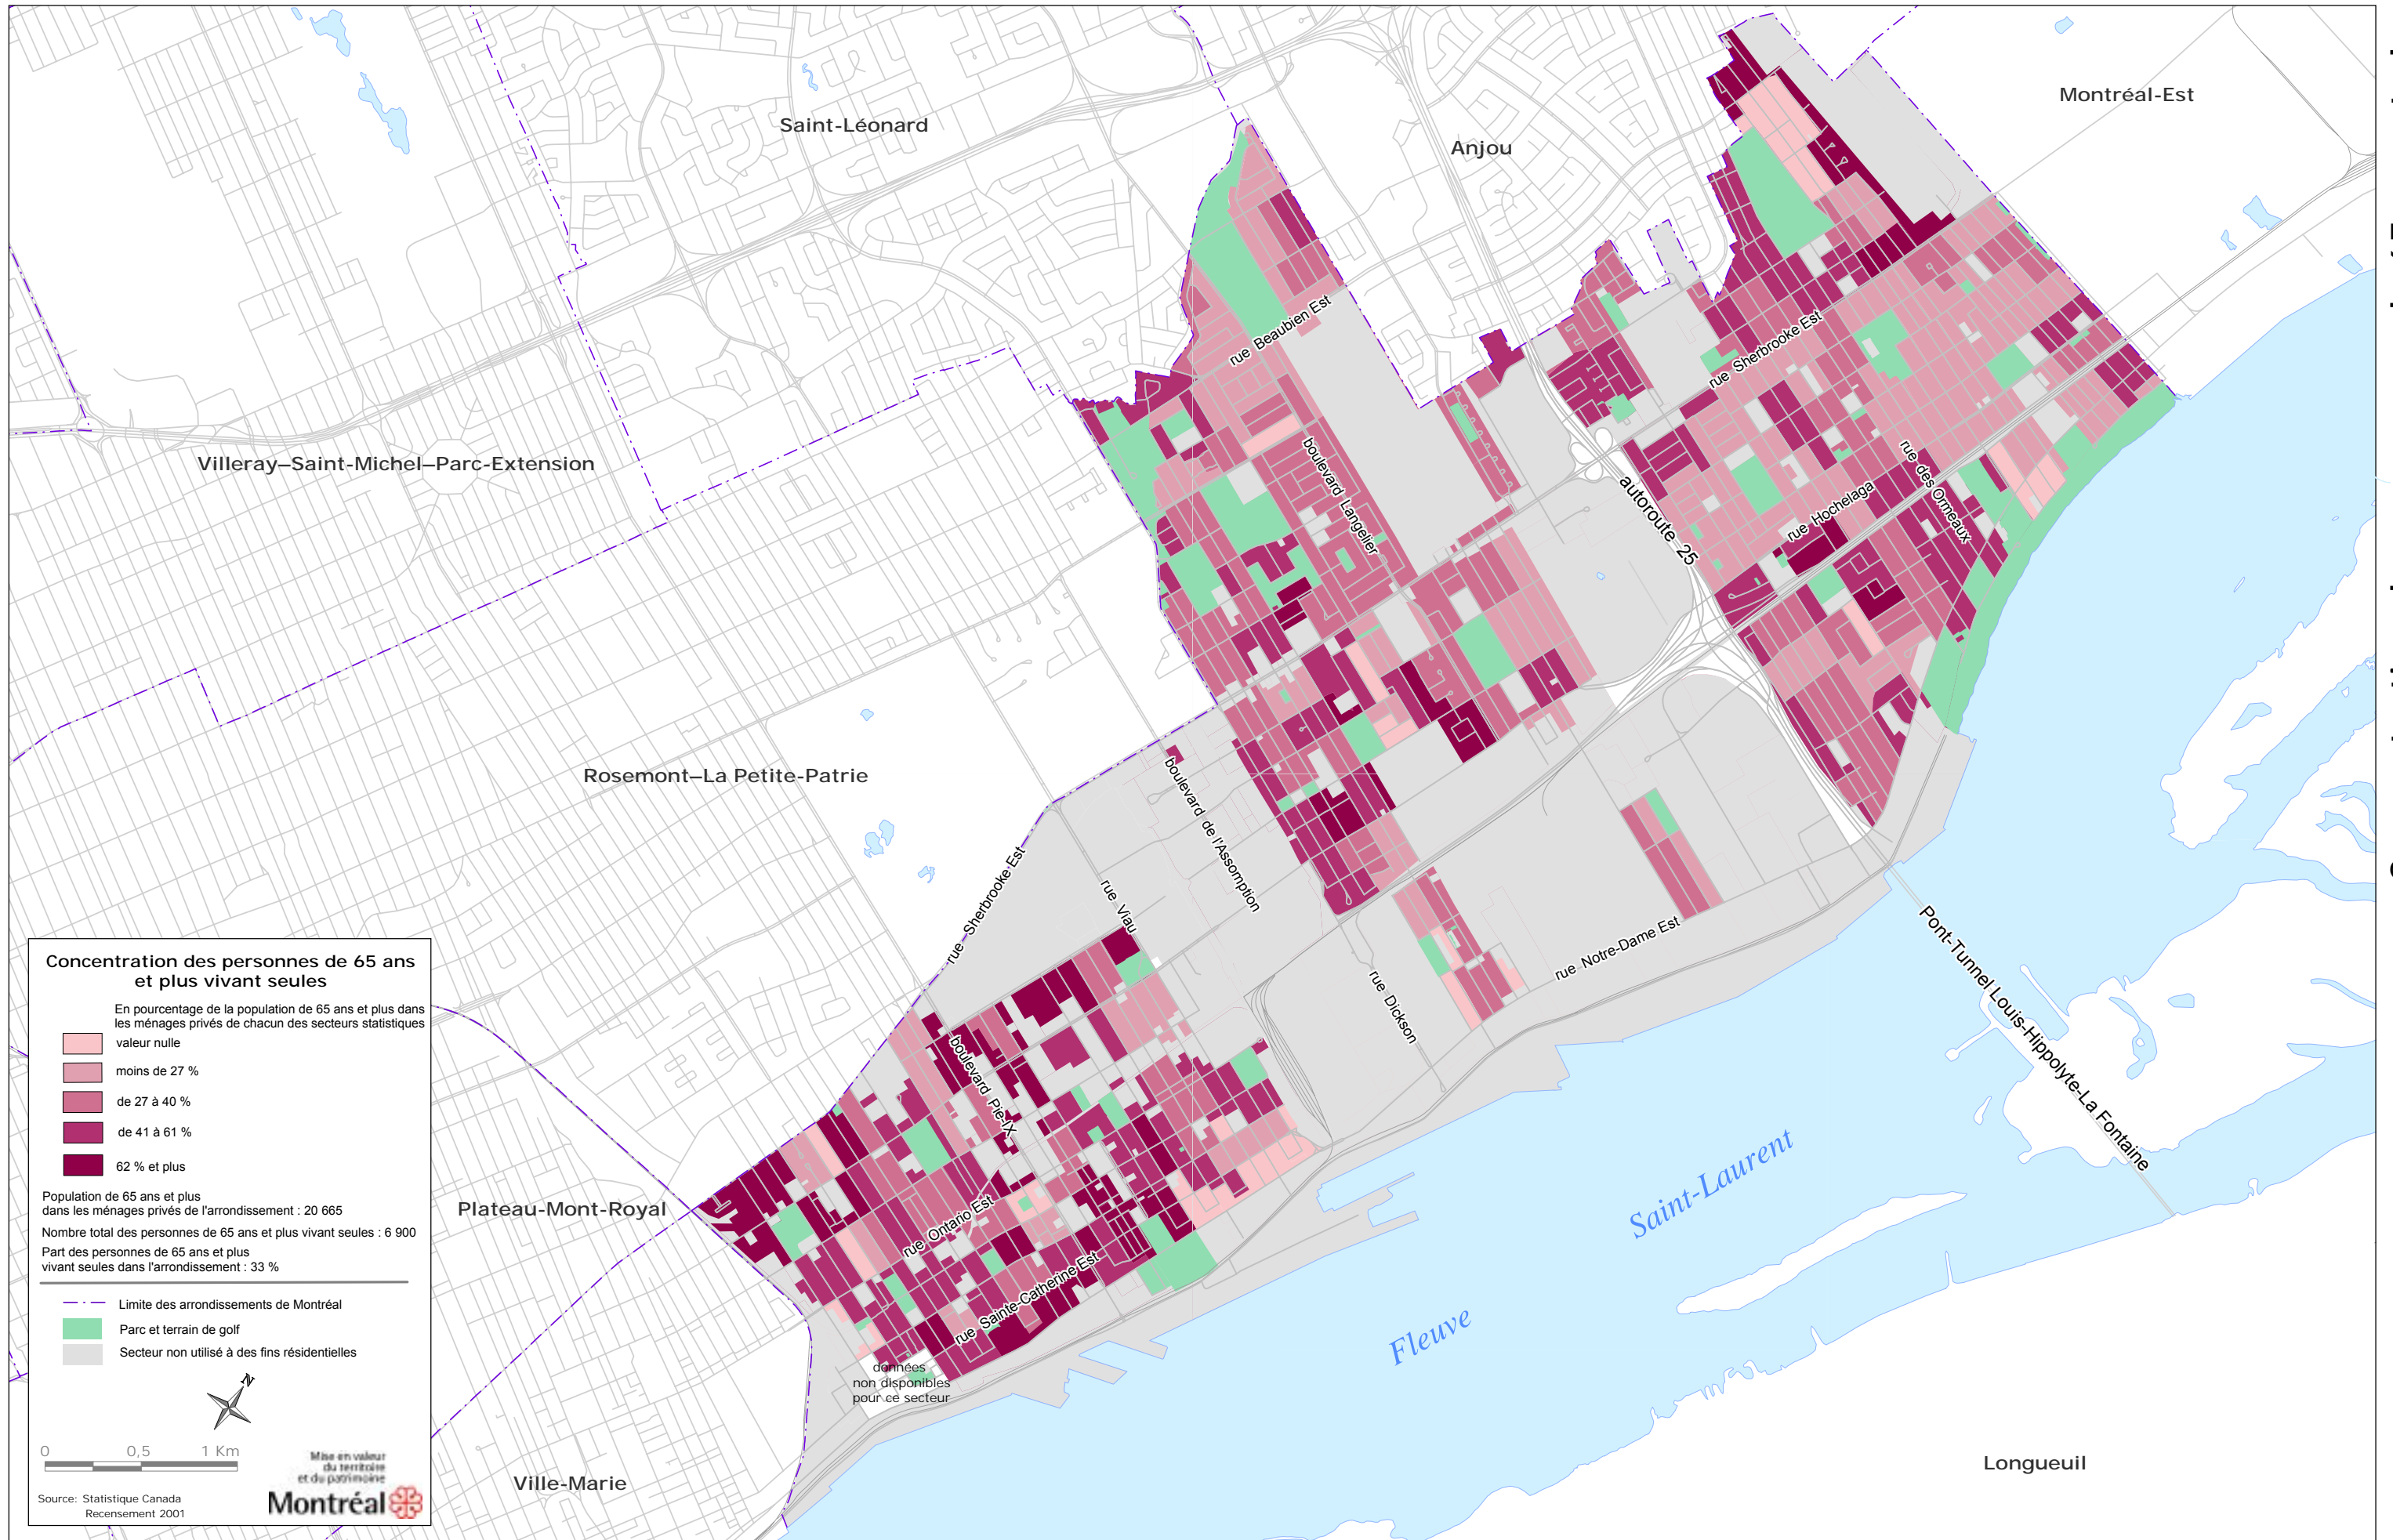 Montréal-Est
Saint-Léonard
Anjou
rue Beaubien Est
rue Sherbrooke Est
Villeray–Saint-Michel–Parc-Extension
boulevard Langelier
rue des Ormeaux
autoroute 25
rue Hochelaga
Rosemont–La Petite-Patrie
boulevard de l'Assomption
rue Sherbrooke Est
rue Viau
rue Notre-Dame Est
rue Dickson
Pont-Tunnel Louis-Hippolyte-La Fontaine
boulevard Pie-IX
Plateau-Mont-Royal
rue Ontario Est
rue Sainte-Catherine Est
Fleuve
Saint-Laurent
données
non disponibles
pour ce secteur
Ville-Marie
Longueuil
Concentration des personnes de 65 ans
et plus vivant seules
En pourcentage de la population de 65 ans et plus dans
les ménages privés de chacun des secteurs statistiques
valeur nulle
moins de 27 %
de 27 à 40 %
de 41 à 61 %
62 % et plus
Population de 65 ans et plus
dans les ménages privés de l'arrondissement : 20 665
Nombre total des personnes de 65 ans et plus vivant seules : 6 900
Part des personnes de 65 ans et plus
vivant seules dans l'arrondissement : 33 %
Limite des arrondissements de Montréal
Parc et terrain de golf
Secteur non utilisé à des fins résidentielles
N
0 0,5 1 Km
Mise en valeur
du territoire
et du patrimoine
Montréal
Source: Statistique Canada
Recensement 2001